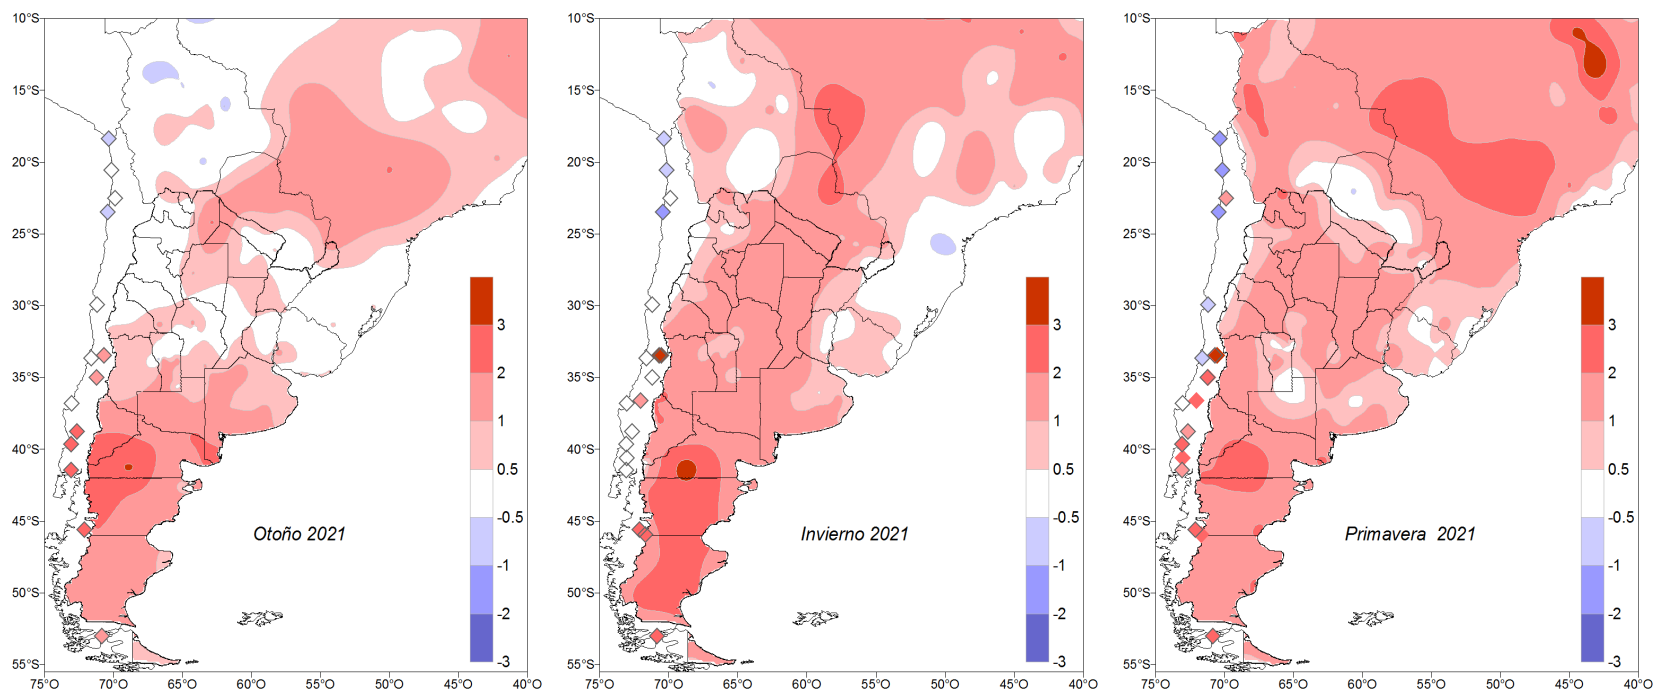 10°S
15°S
20°S
25°S
30°S
35°S
40°S
45°S
50°S
55°S
75°O 70°O 65°O 60°O 55°O 50°O 45°O 40°O
3
2
1
0.5
-0.5
-1
-2
-3
Otoño 2021
10°S
15°S
20°S
25°S
30°S
35°S
40°S
45°S
50°S
55°S
75°O 70°O 65°O 60°O 55°O 50°O 45°O 40°O
3
2
1
0.5
-0.5
-1
-2
-3
Invierno 2021
10°S
15°S
20°S
25°S
30°S
35°S
40°S
45°S
50°S
55°S
75°O 70°O 65°O 60°O 55°O 50°O 45°O 40°O
3
2
1
0.5
-0.5
-1
-2
-3
Primavera 2021